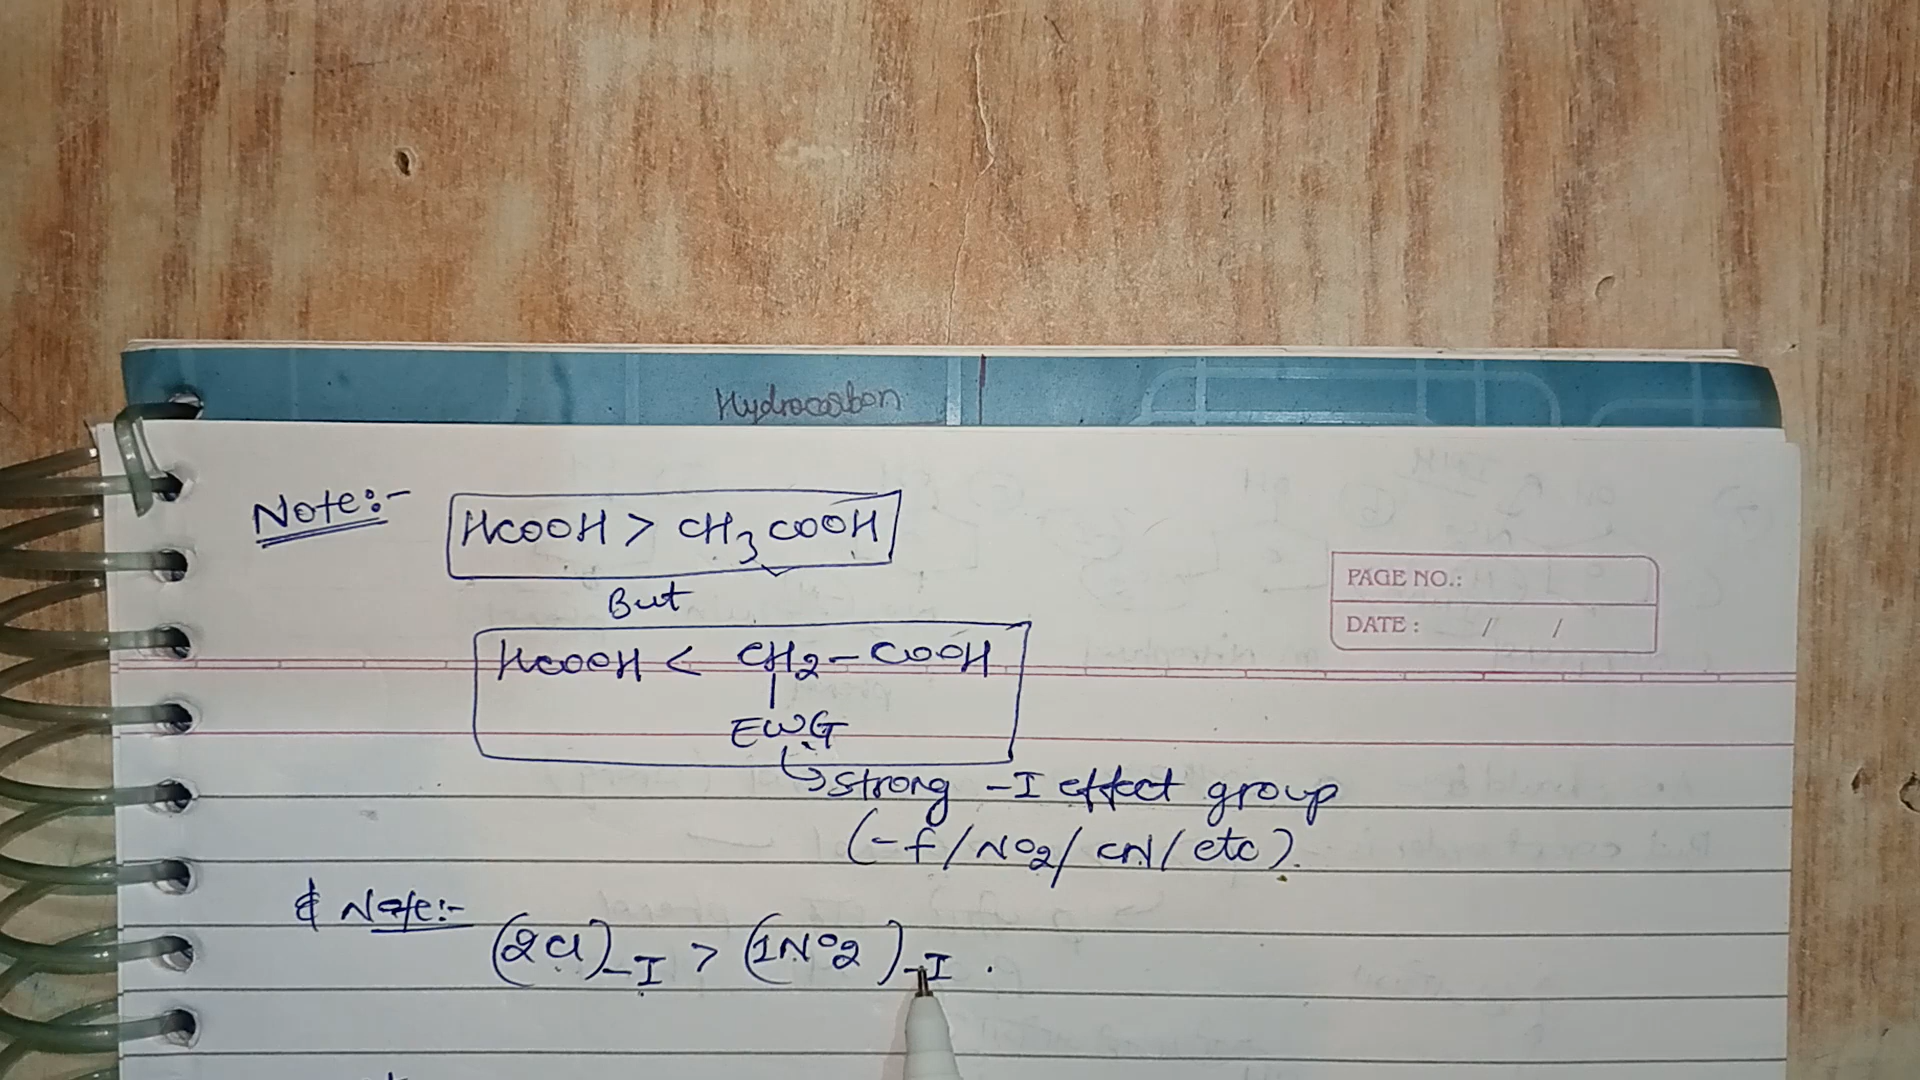 Hydrocarbon
Note:- HCOOH > CH3COOH
PAGE NO.:
But
DATE : / /
HCOOH < CH2-COOH
EWG
strong -I effect group
(-f/NO2/CN/etc).
Note:-
(2Cl)-I > (1NO2)-I .